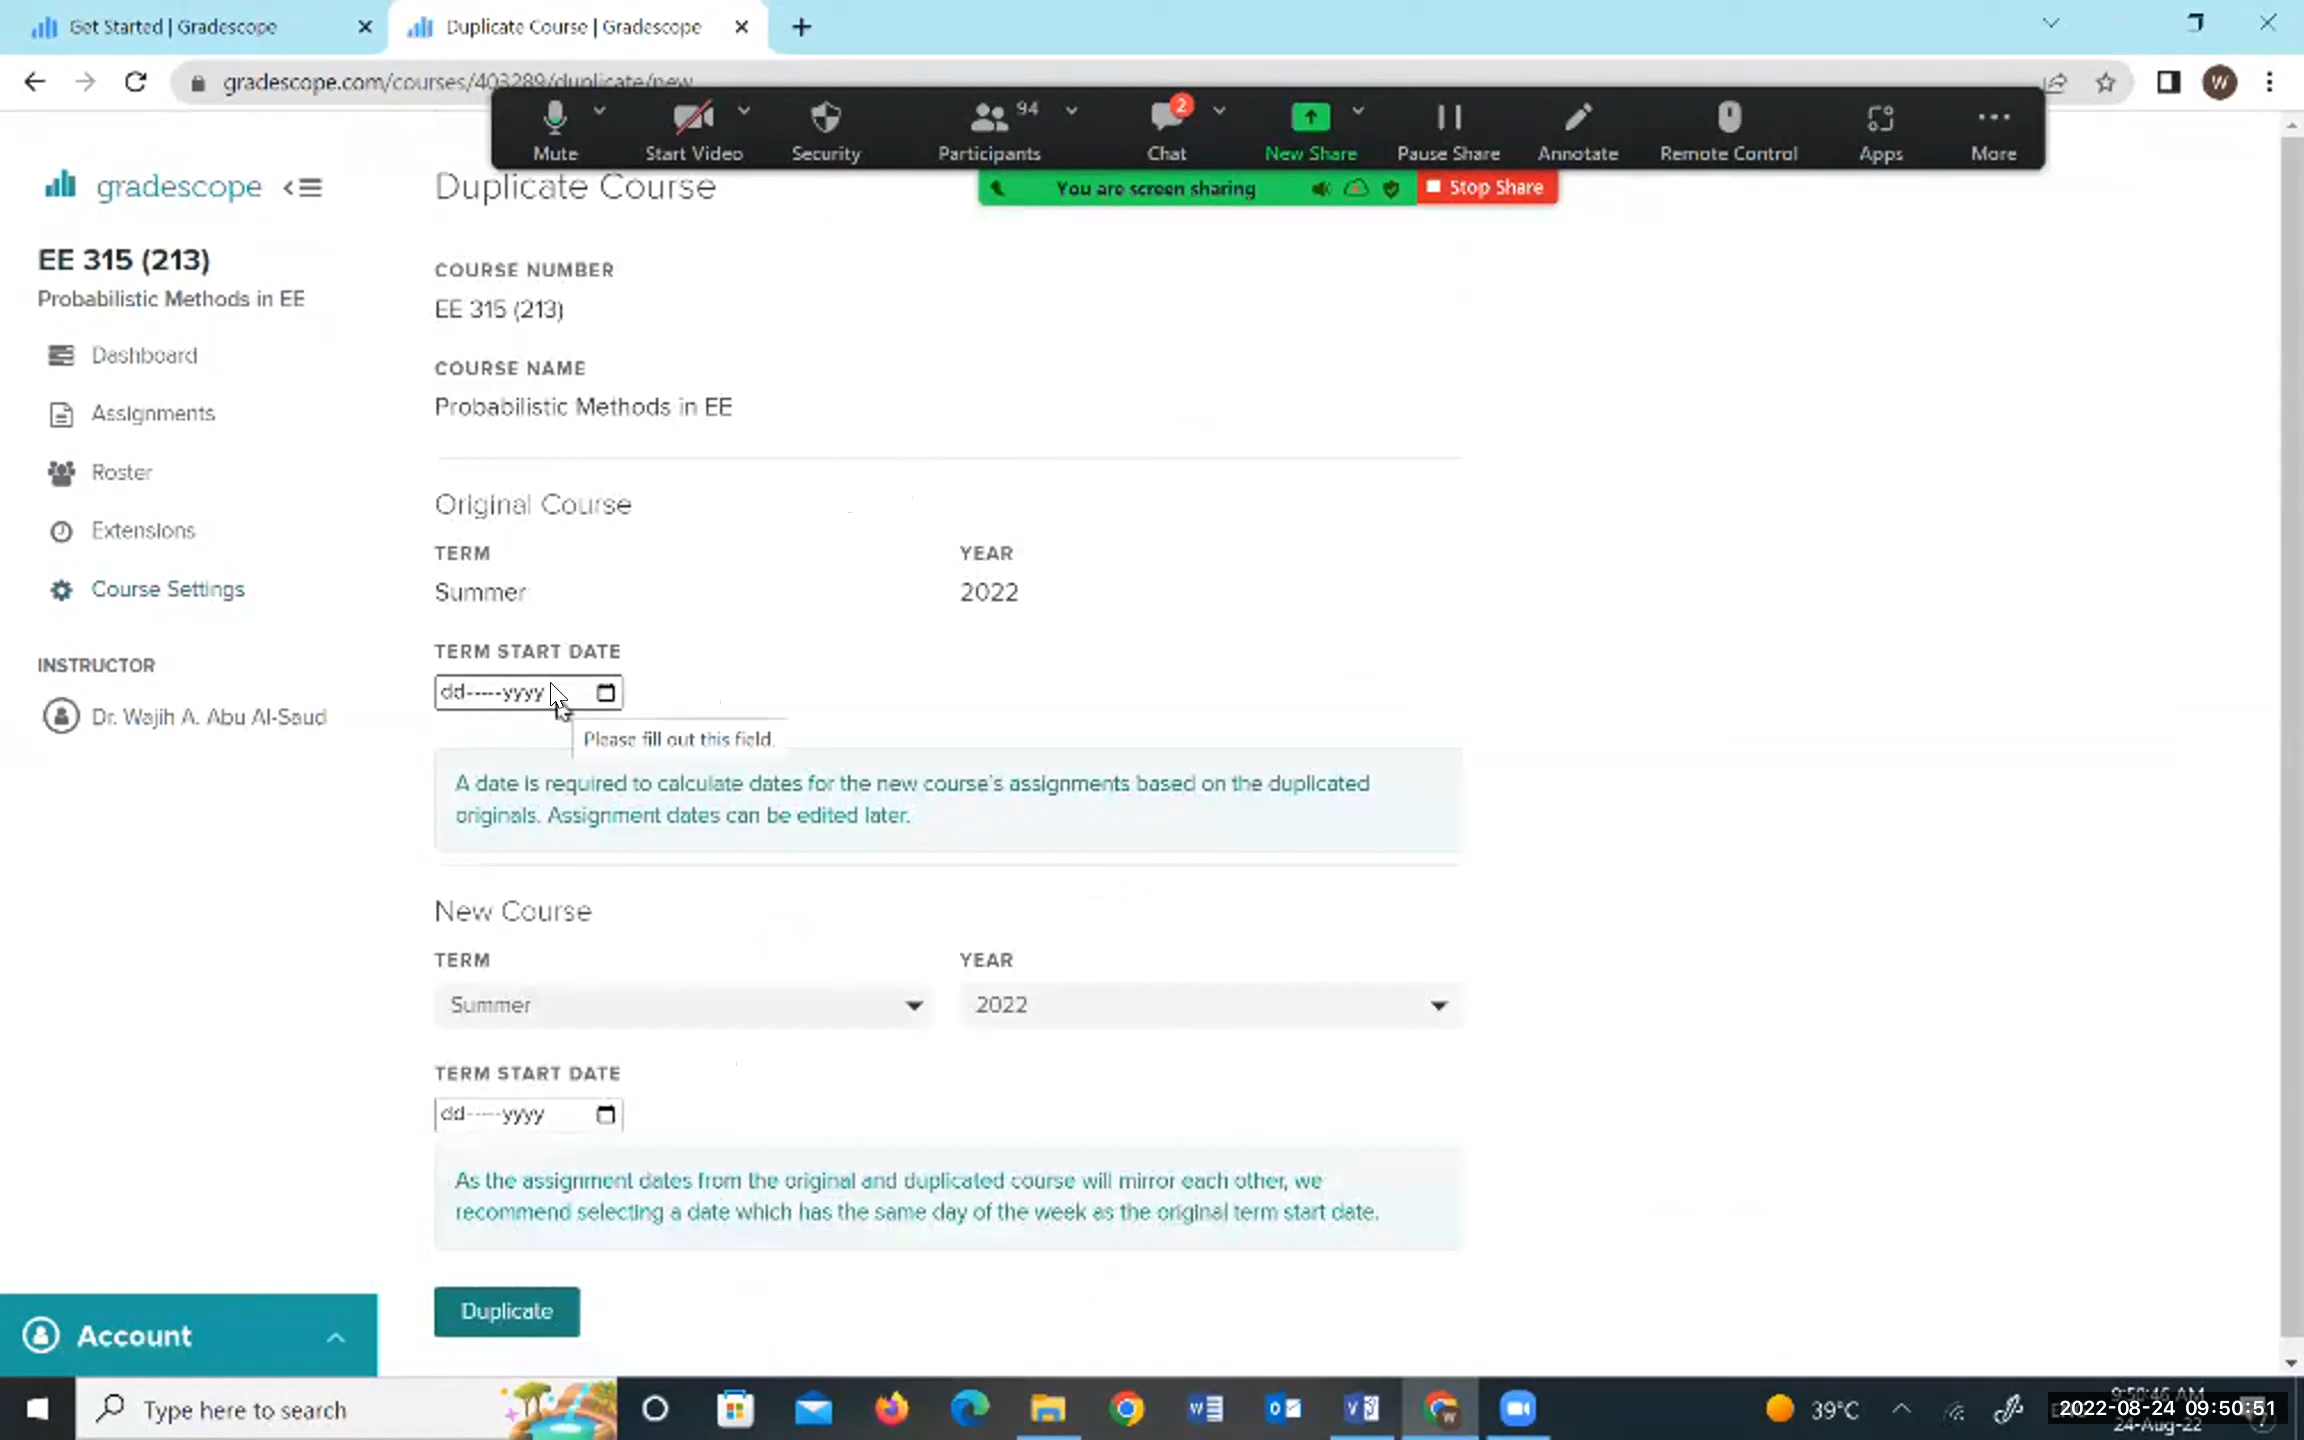 Get Started | Gradescope
Duplicate Course | Gradescope
gradescope.com/courses/403289/duplicate/new
Mute
Start Video
Security
94
Participants
2
Chat
New Share
Pause Share
Annotate
Remote Control
Apps
More
You are screen sharing
Stop Share
W
gradescope
EE 315 (213)
Probabilistic Methods in EE
Dashboard
Assignments
Roster
Extensions
Course Settings
INSTRUCTOR
Dr. Wajih A. Abu Al-Saud
Account
Duplicate Course
COURSE NUMBER
EE 315 (213)
COURSE NAME
Probabilistic Methods in EE
Original Course
TERM YEAR
Summer 2022
TERM START DATE
dd-----yyyy
Please fill out this field.
A date is required to calculate dates for the new course's assignments based on the duplicated
originals. Assignment dates can be edited later.
New Course
TERM YEAR
Summer 2022
TERM START DATE
dd-----yyyy
As the assignment dates from the original and duplicated course will mirror each other, we
recommend selecting a date which has the same day of the week as the original term start date.
Duplicate
Type here to search
39°C
9:50:46 AM
2022-08-24 09:50:51
24-Aug-22